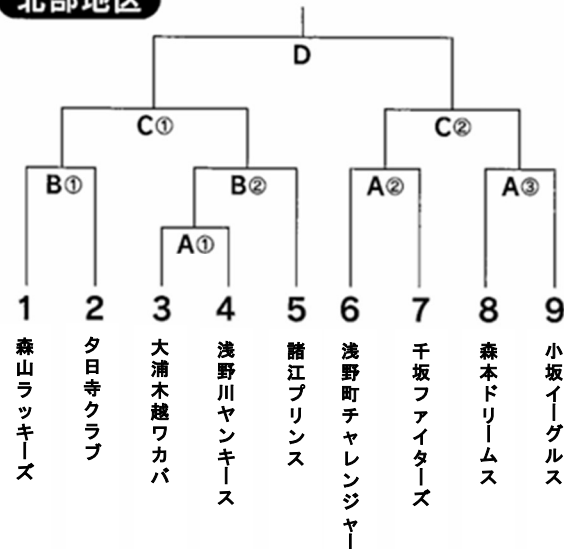 北部地区
D
C① C②
B① B② A② A③
A①
1 2 3 4 5 6 7 8 9
森山ラッキーズ
夕日寺クラブ
大浦木越ワカバ
浅野川ヤンキース
諸江プリンス
浅野町チャレンジャー
千坂ファイターズ
森本ドリームス
小坂イーグルス